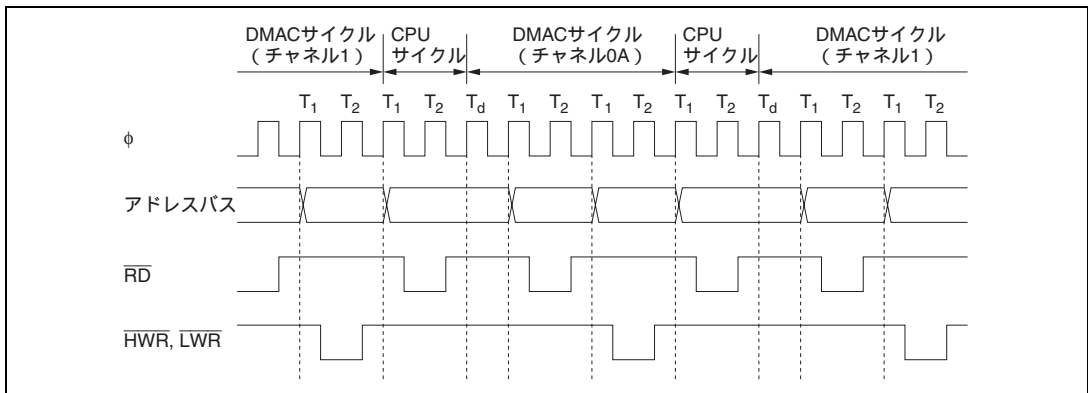 DMACサイクル CPU DMACサイクル CPU DMACサイクル
(チャネル1) サイクル (チャネル0A) サイクル (チャネル1)
T1 T2 T1 T2 Td T1 T2 T1 T2 T1 T2 Td T1 T2 T1 T2
φ
アドレスバス
RD
HWR, LWR